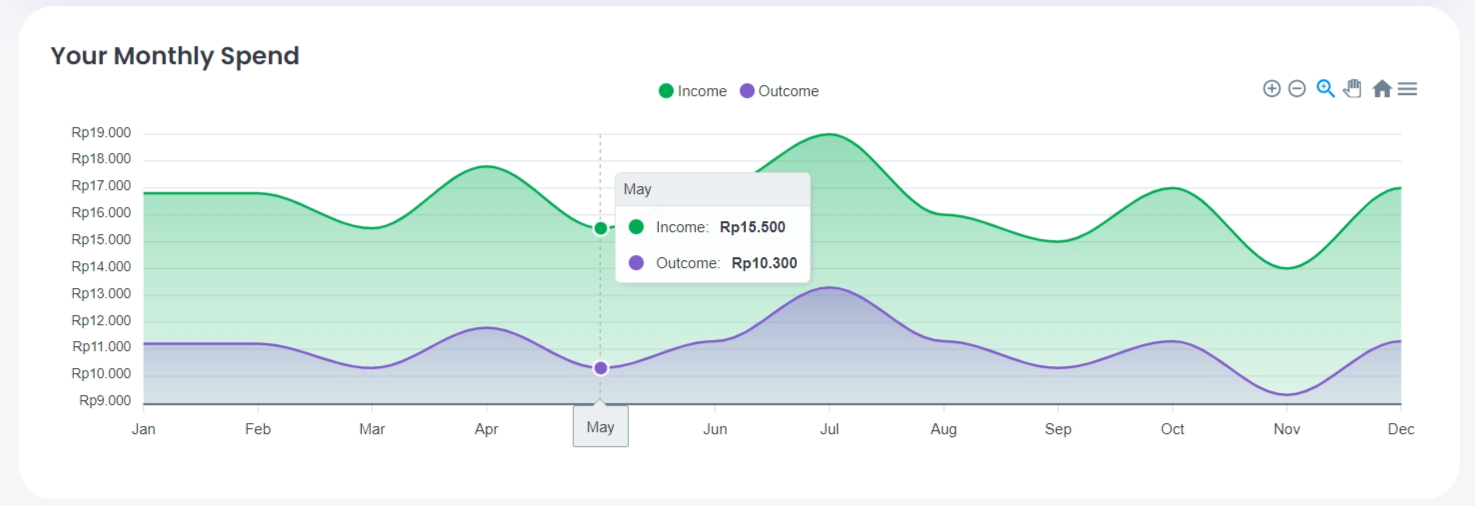 Your Monthly Spend
Income Outcome
Rp19.000
Rp18.000
Rp17.000
Rp16.000
Rp15.000
Rp14.000
Rp13.000
Rp12.000
Rp11.000
Rp10.000
Rp9.000
May
Income: Rp15.500
Outcome: Rp10.300
Jan Feb Mar Apr May Jun Jul Aug Sep Oct Nov Dec